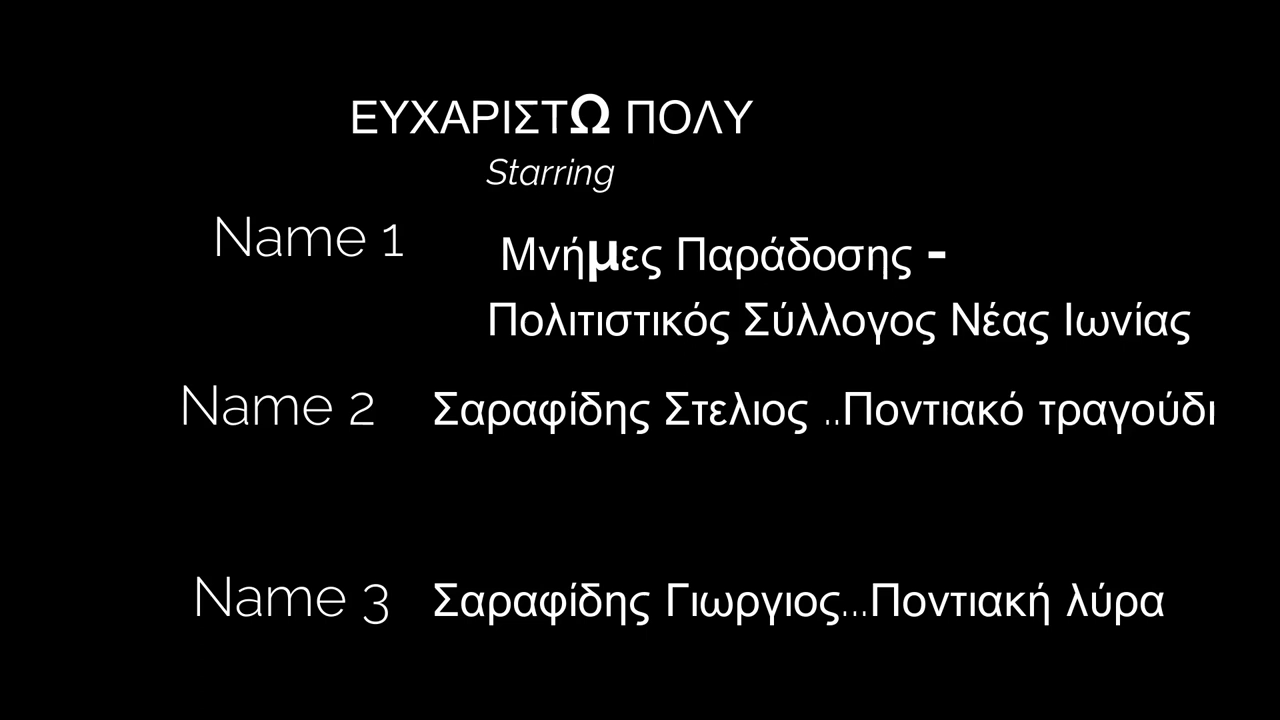 ΕΥΧΑΡΙΣΤΩ ΠΟΛΥ
Starring
Name 1 Μνήμες Παράδοσης -
Πολιτιστικός Σύλλογος Νέας Ιωνίας
Name 2 Σαραφίδης Στελιος ..Ποντιακό τραγούδι
Name 3 Σαραφίδης Γιωργιος...Ποντιακή λύρα